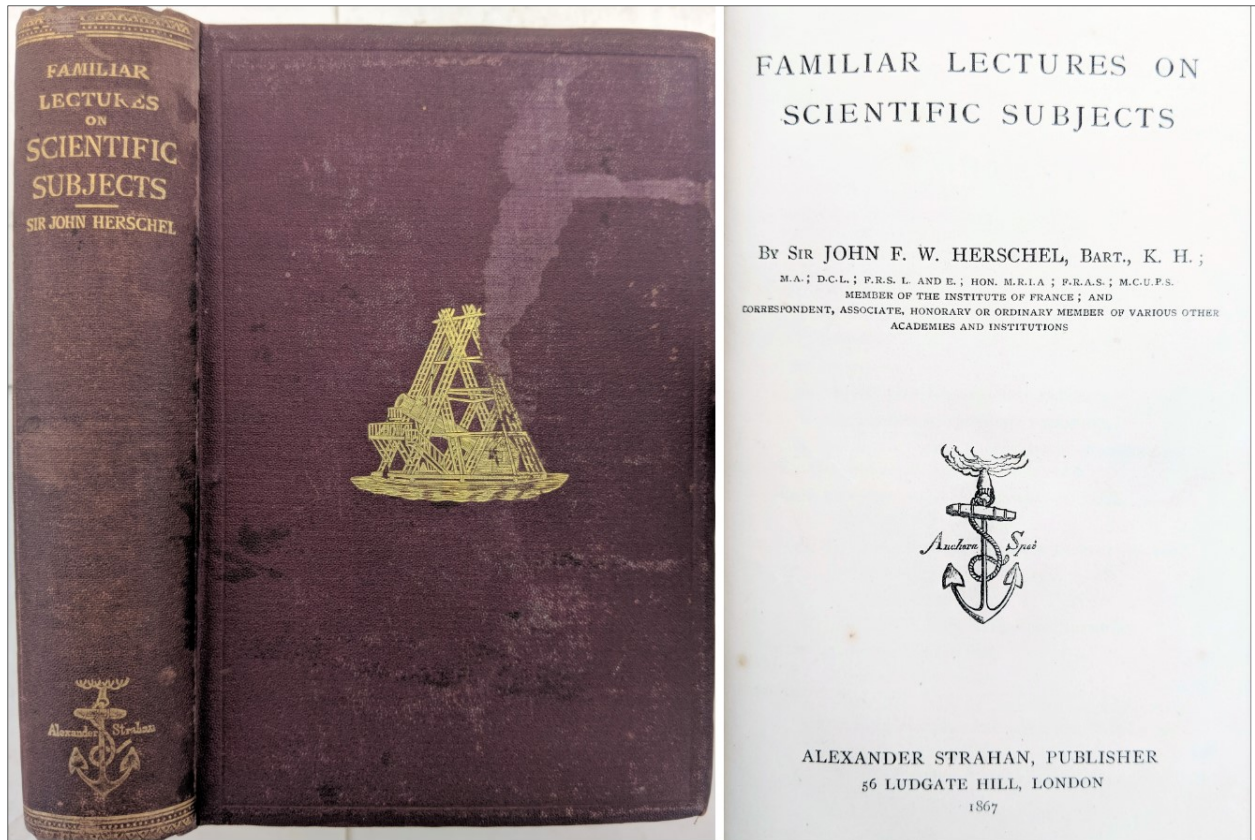 FAMILIAR
LECTURES
ON
SCIENTIFIC
SUBJECTS
SIR JOHN HERSCHEL
Alexander Strahan
FAMILIAR LECTURES ON
SCIENTIFIC SUBJECTS
By Sir JOHN F. W. HERSCHEL, Bart., K. H. ;
M.A. ; D.C.L. ; F.R.S. L. AND E. ; HON. M.R.I.A ; F.R.A.S. ; M.C.U.P.S.
MEMBER OF THE INSTITUTE OF FRANCE ; AND
CORRESPONDENT, ASSOCIATE, HONORARY OR ORDINARY MEMBER OF VARIOUS OTHER
ACADEMIES AND INSTITUTIONS
Anchora Spei
ALEXANDER STRAHAN, PUBLISHER
56 LUDGATE HILL, LONDON
1867